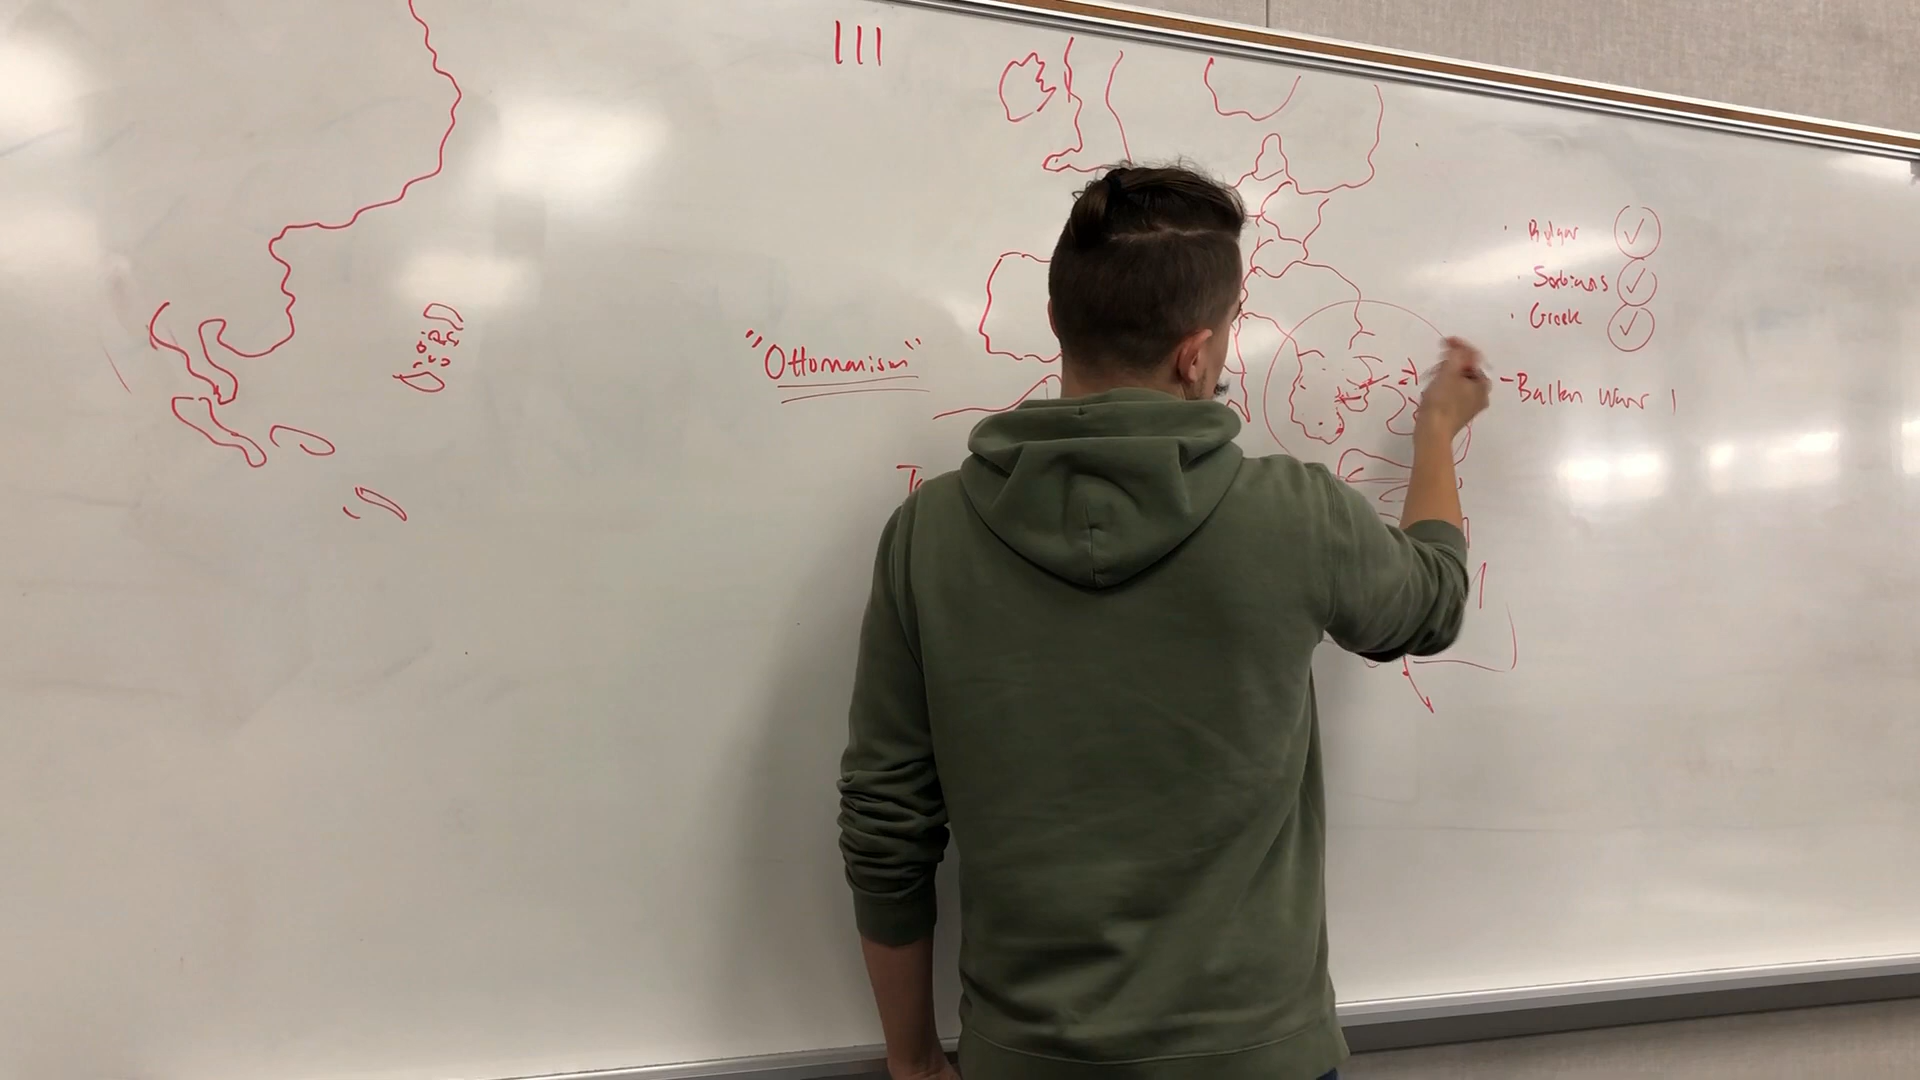 III
Bulgar
Serbians
Greek
"Ottomanism"
-Balkan War 1